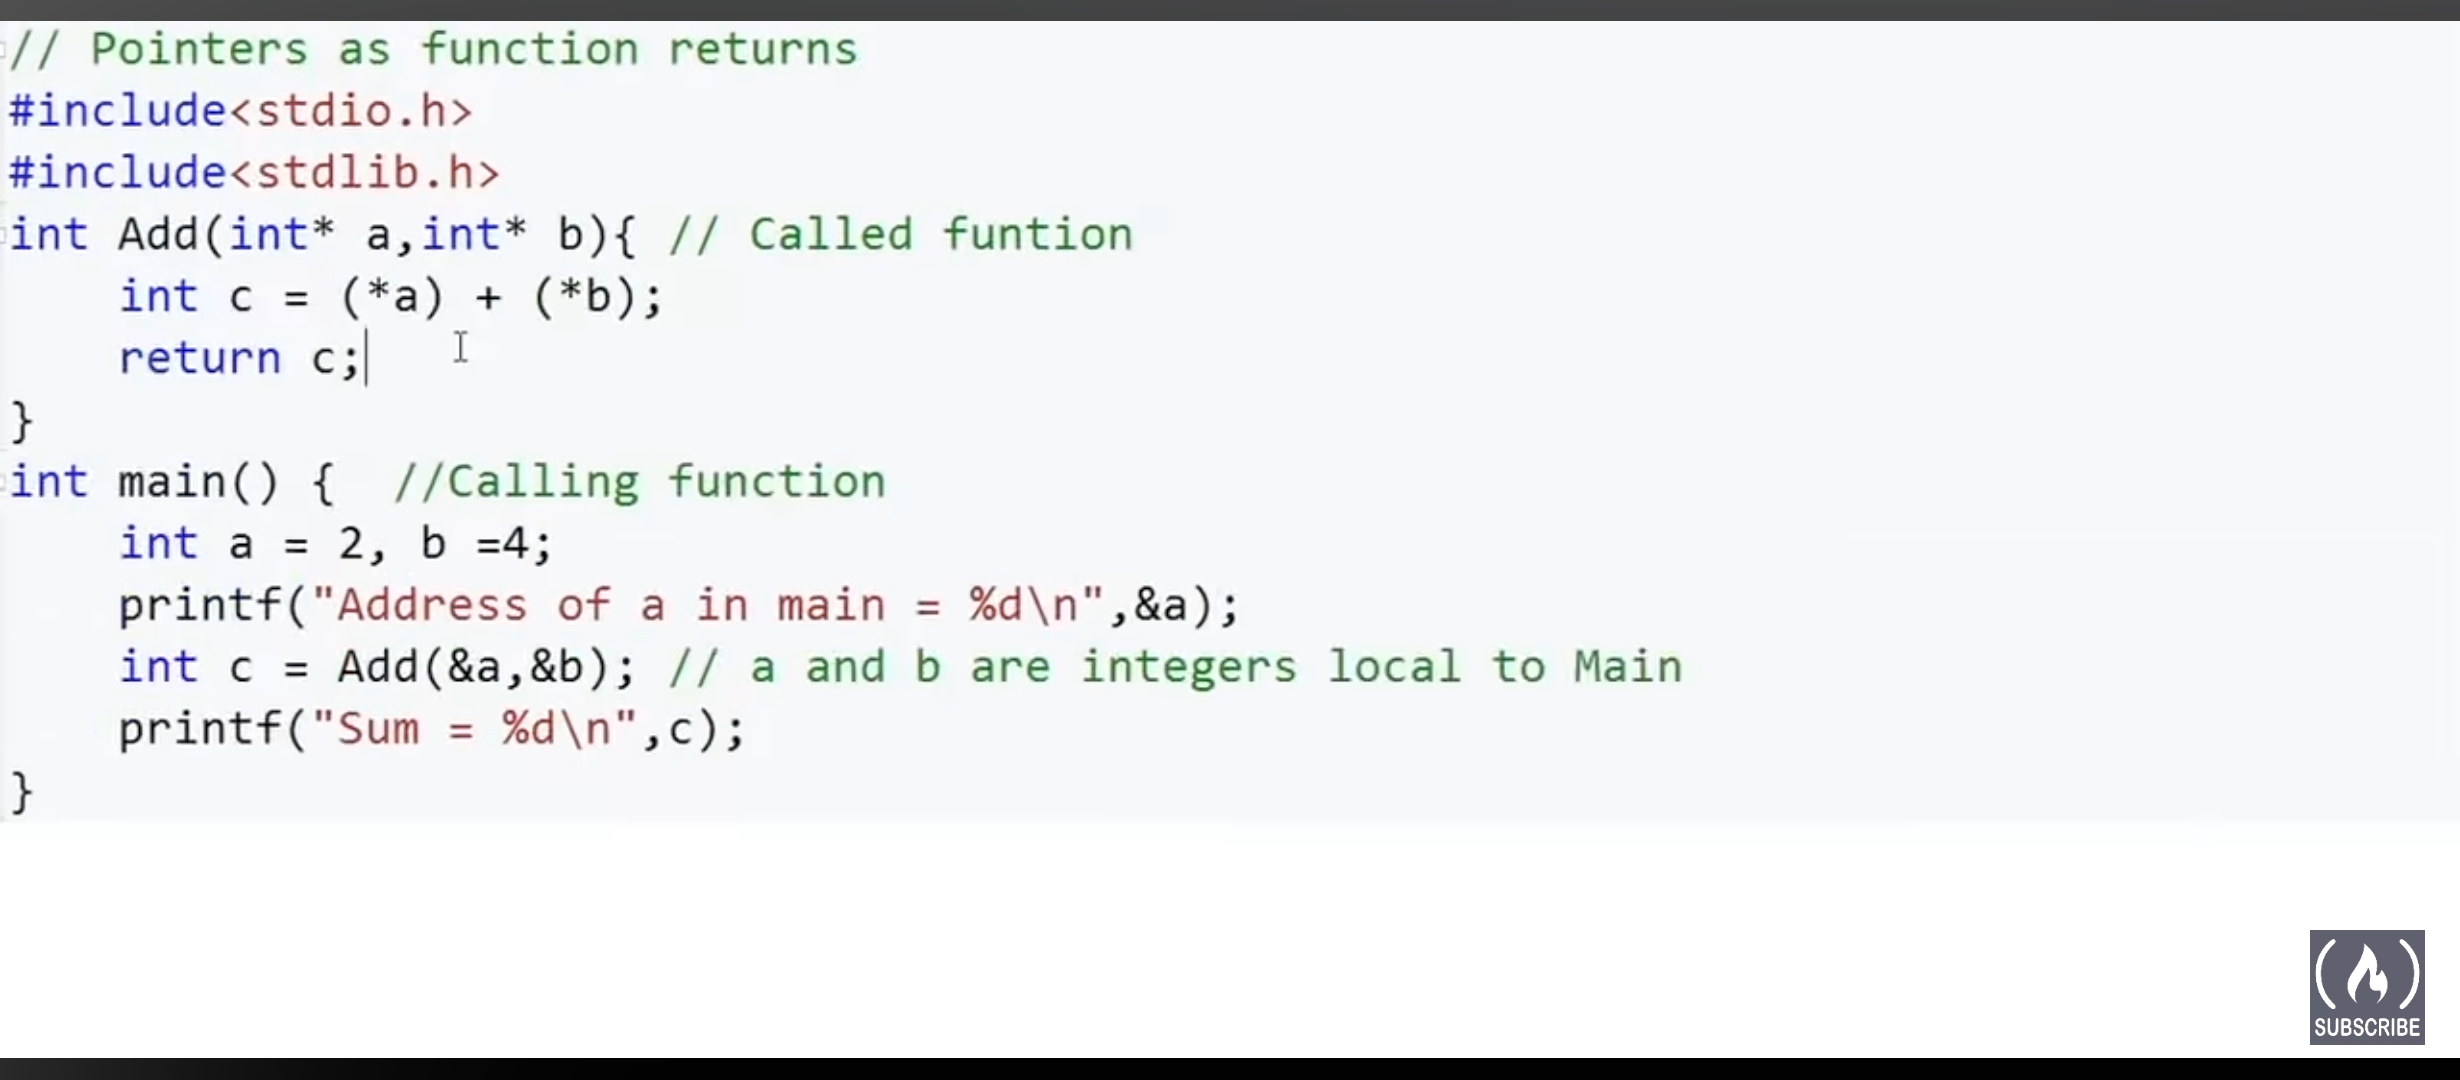 // Pointers as function returns
#include<stdio.h>
#include<stdlib.h>
int Add(int* a,int* b){ // Called funtion
    int c = (*a) + (*b);
    return c;
}
int main() {  //Calling function
    int a = 2, b =4;
    printf("Address of a in main = %d\n",&a);
    int c = Add(&a,&b); // a and b are integers local to Main
    printf("Sum = %d\n",c);
}
SUBSCRIBE